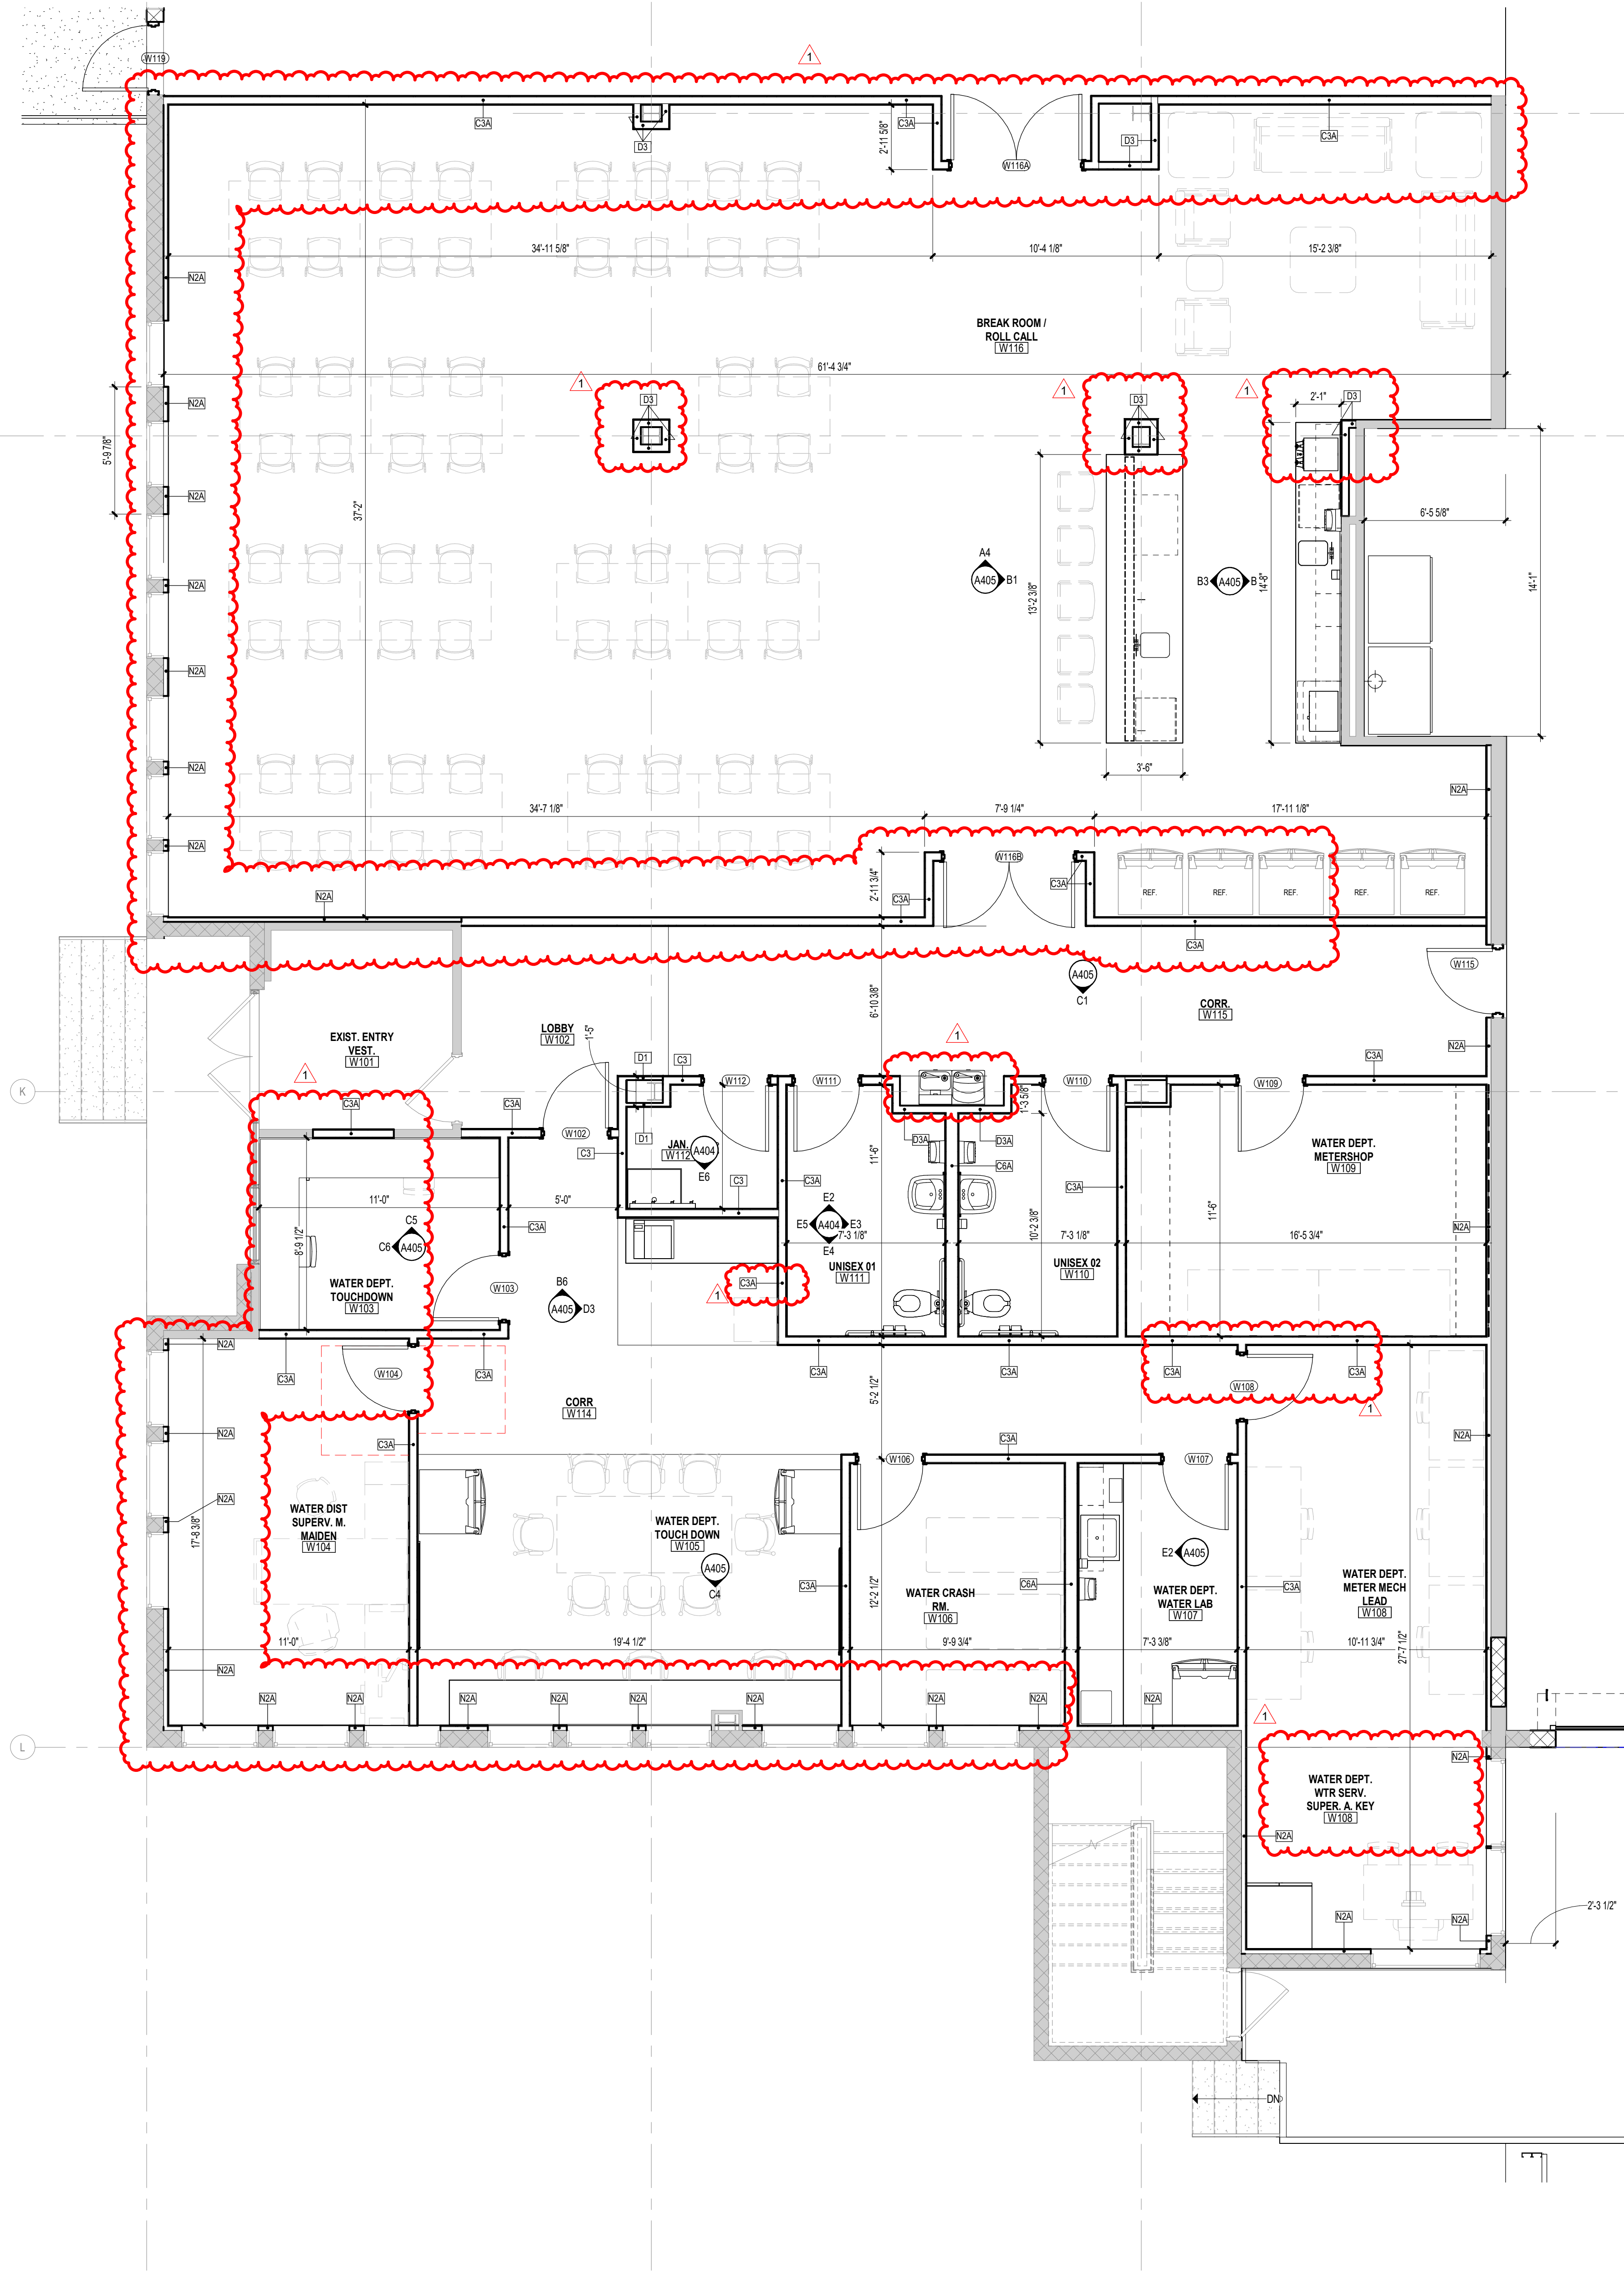 1
W119
C3A
D3
C3A
2'-11 5/8"
W116A
D3
C3A
34'-11 5/8"
10'-4 1/8"
15'-2 3/8"
N2A
BREAK ROOM /
ROLL CALL
W116
61'-4 3/4"
1
1
1
N2A
D3
D3
2'-1"
D3
5'-9 7/8"
N2A
37'-2"
6'-5 5/8"
A4
A405
B1
B3
A405
B
14'-8"
14'-1"
N2A
13'-2 3/8"
N2A
N2A
3'-6"
N2A
34'-7 1/8"
7'-9 1/4"
17'-11 1/8"
N2A
W116B
2'-11 3/4"
C3A
C3A
REF.
REF.
REF.
REF.
REF.
N2A
C3A
W115
A405
C1
6'-10 3/8"
CORR.
W115
EXIST. ENTRY
VEST.
W101
LOBBY
W102
1'-5"
1
N2A
1
D1
C3
C3A
W112
W111
W110
W109
K
C3A
C3A
1'-3 5/8"
W102
D1
JAN.
W112
A404
E6
C3
D3A
D3A
C6A
11'-6"
WATER DEPT.
METERSHOP
W109
C3A
C3
C3A
11'-0"
5'-0"
E2
E5
A404
E3
E4
7'-3 1/8"
10'-2 3/8"
7'-3 1/8"
11'-6"
16'-5 3/4"
N2A
C5
C6
A405
C3A
8'-9 1/2"
UNISEX 01
W111
UNISEX 02
W110
WATER DEPT.
TOUCHDOWN
W103
W103
B6
A405
D3
C3A
1
N2A
C3A
W104
C3A
C3A
C3A
C3A
C3A
W108
1
5'-2 1/2"
CORR
W114
N2A
C3A
C3A
N2A
W106
W107
N2A
WATER DIST
SUPERV. M.
MAIDEN
W104
17'-8 3/8"
WATER DEPT.
TOUCH DOWN
W105
A405
C4
C3A
12'-2 1/2"
WATER CRASH
RM.
W106
C6A
E2
A405
WATER DEPT.
WATER LAB
W107
C3A
WATER DEPT.
METER MECH
LEAD
W108
11'-0"
19'-4 1/2"
9'-9 3/4"
7'-3 3/8"
10'-11 3/4"
27'-7 1/2"
N2A
N2A
N2A
N2A
N2A
N2A
N2A
N2A
N2A
N2A
1
L
N2A
WATER DEPT.
WTR SERV.
SUPER. A. KEY
W108
N2A
N2A
N2A
2'-3 1/2"
DN